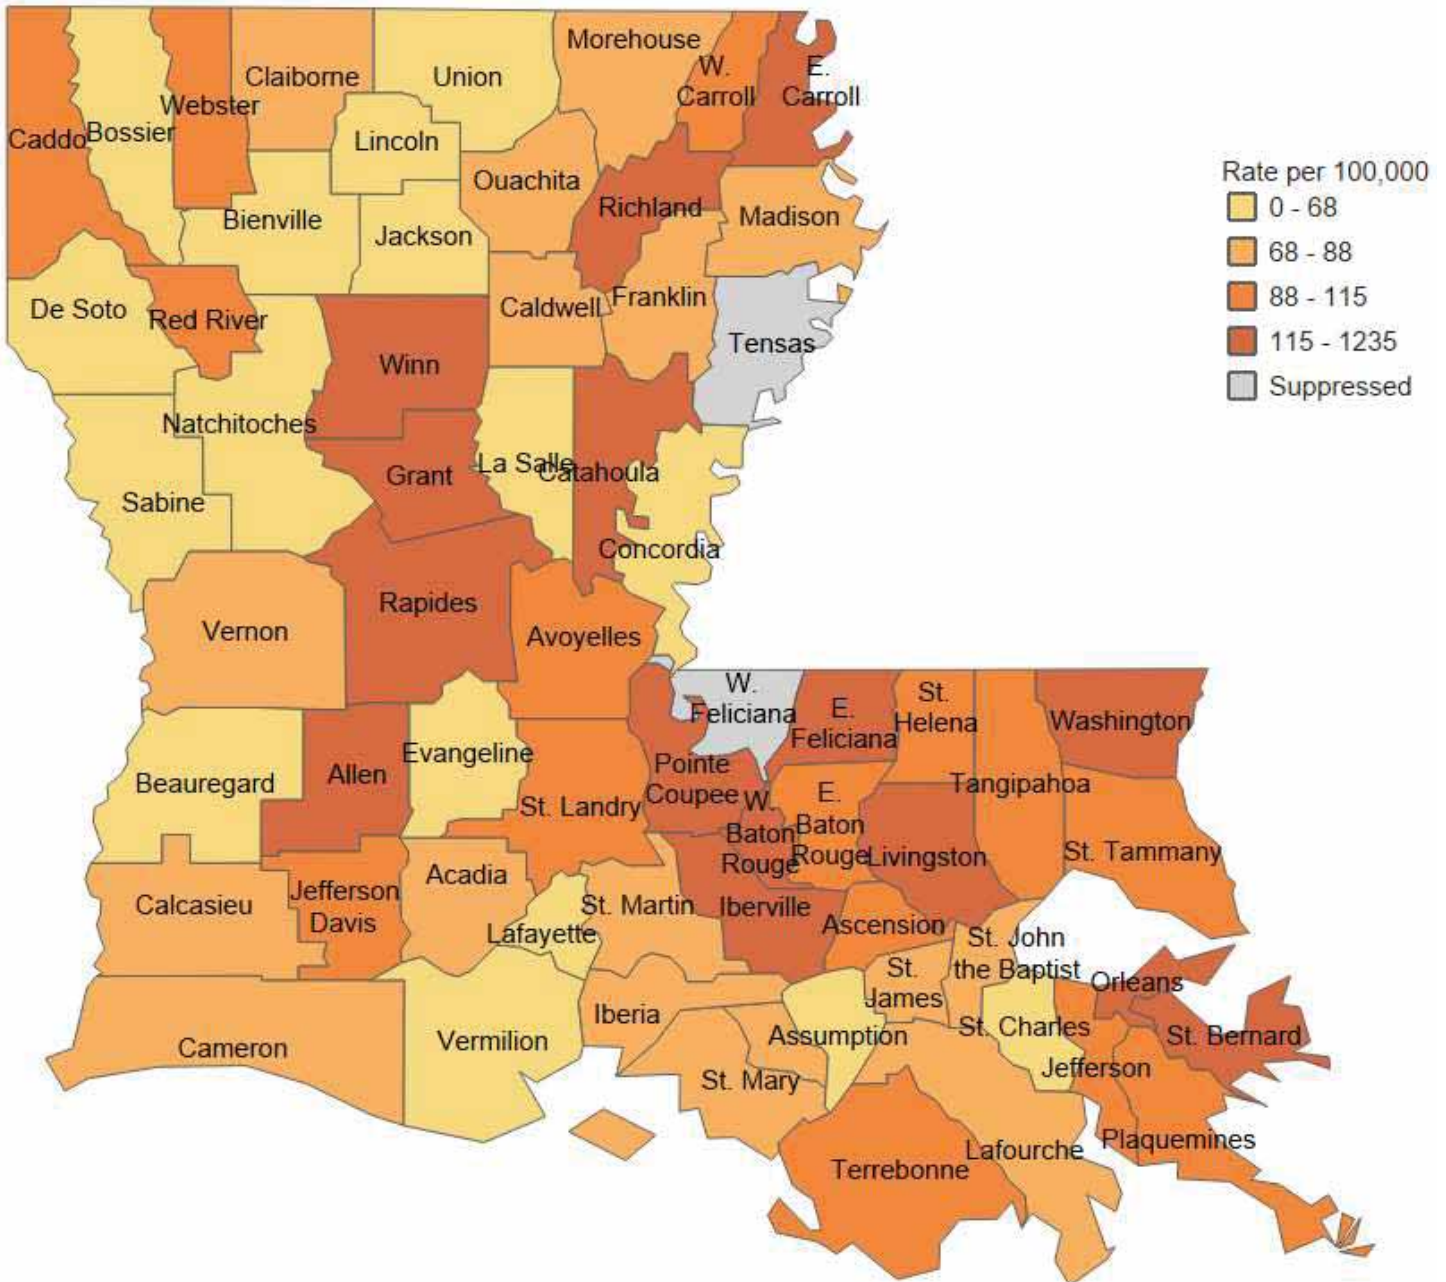 Morehouse
W.
Carroll
E.
Carroll
Claiborne
Union
Webster
Caddo
Bossier
Lincoln
Ouachita
Richland
Madison
Bienville
Jackson
De Soto
Red River
Caldwell
Franklin
Tensas
Winn
Natchitoches
Grant
La Salle
Catahoula
Sabine
Concordia
Vernon
Rapides
Avoyelles
W.
Feliciana
E.
Feliciana
St.
Helena
Washington
Beauregard
Allen
Evangeline
Pointe
Coupee
Tangipahoa
St. Landry
W.
Baton
Rouge
E.
Baton
Rouge
Livingston
St. Tammany
Calcasieu
Jefferson
Davis
Acadia
Lafayette
St. Martin
Iberville
Ascension
St. John
the Baptist
St.
James
Orleans
Cameron
Vermilion
Iberia
Assumption
St. Charles
St. Bernard
Jefferson
St. Mary
Terrebonne
Lafourche
Plaquemines
Rate per 100,000
0 - 68
68 - 88
88 - 115
115 - 1235
Suppressed